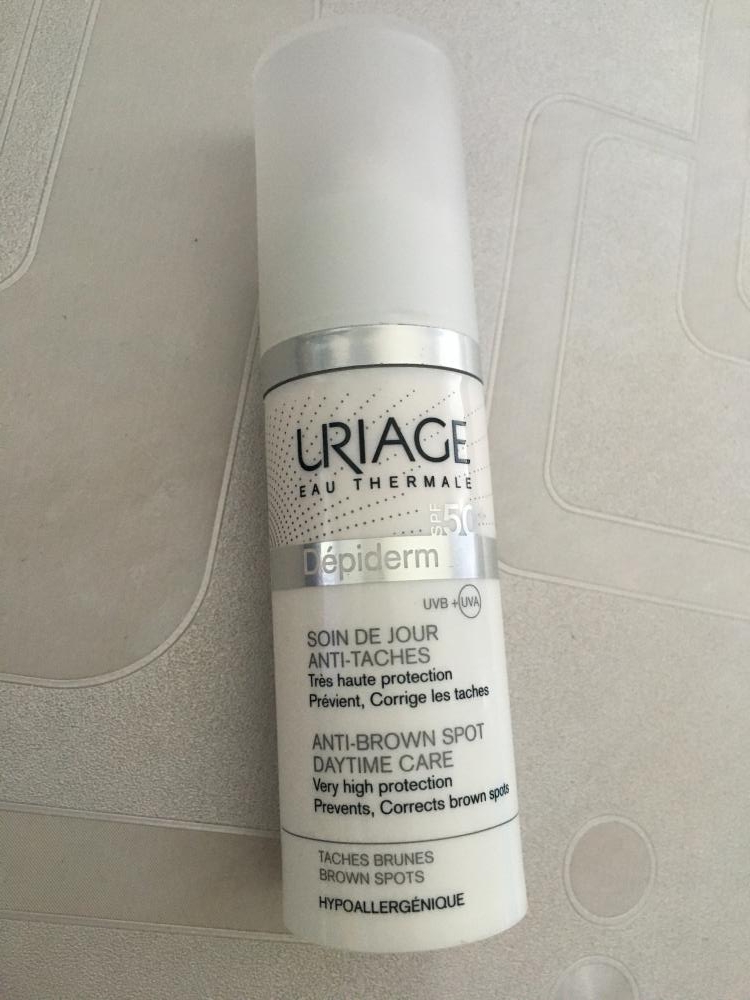 URIAGE
EAU THERMALE
SPF 50
Dépiderm
UVB + UVA
SOIN DE JOUR
ANTI-TACHES
Très haute protection
Prévient, Corrige les taches
ANTI-BROWN SPOT
DAYTIME CARE
Very high protection
Prevents, Corrects brown spots
TACHES BRUNES
BROWN SPOTS
HYPOALLERGÉNIQUE